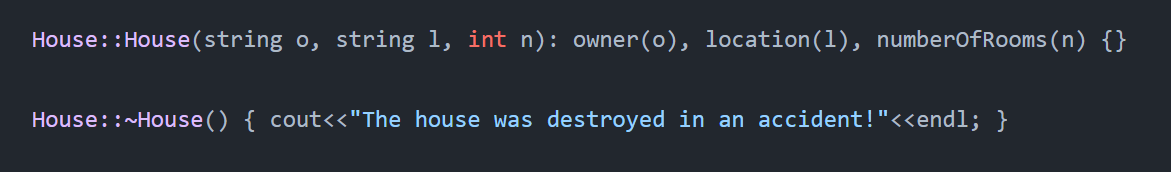 House::House(string o, string l, int n): owner(o), location(l), numberOfRooms(n) {}
House::~House() { cout<<"The house was destroyed in an accident!"<<endl; }